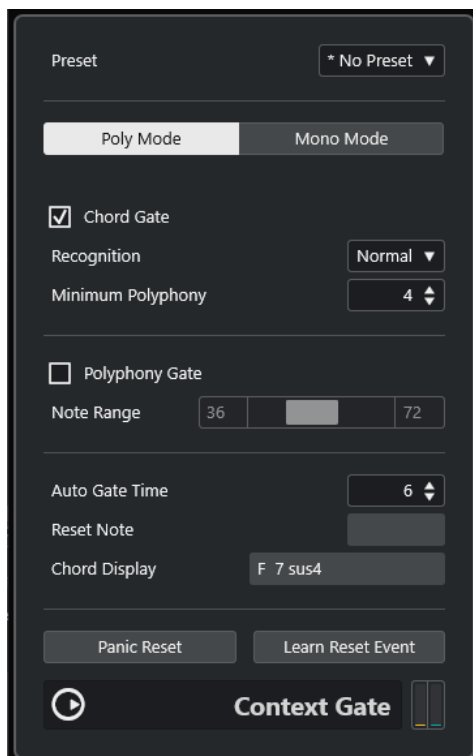 Preset * No Preset
Poly Mode Mono Mode
Chord Gate
Recognition Normal
Minimum Polyphony 4
Polyphony Gate
Note Range 36 72
Auto Gate Time 6
Reset Note
Chord Display F 7 sus4
Panic Reset Learn Reset Event
Context Gate